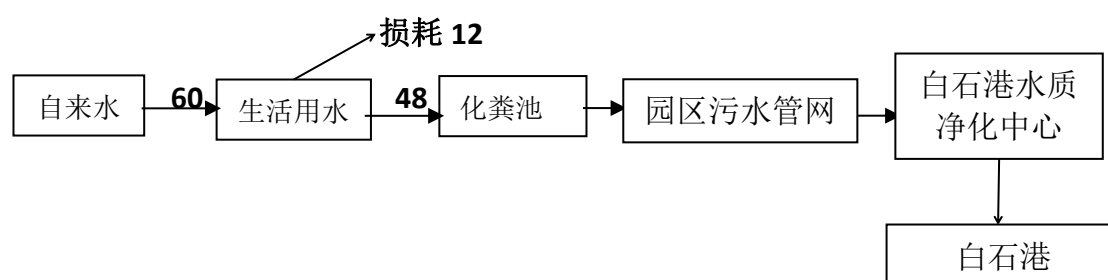 损耗 12
自来水
60
生活用水
48
化粪池
园区污水管网
白石港水质
净化中心
白石港